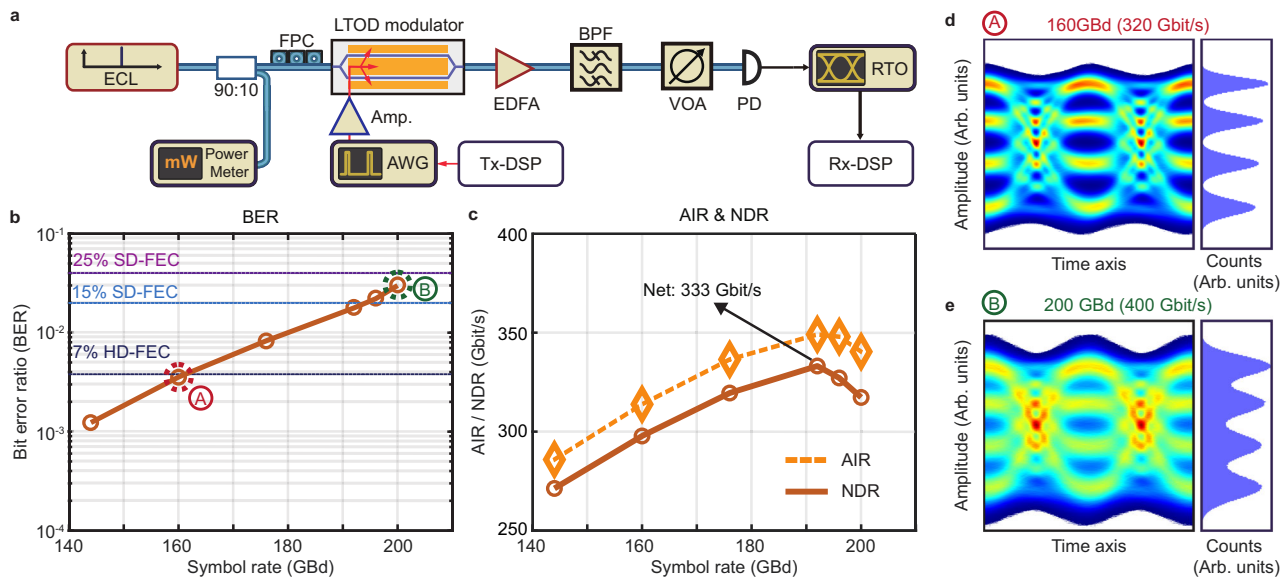 a
ECL
90:10
FPC
LTOD modulator
EDFA
BPF
VOA
PD
RTO
mW
Power
Meter
Amp.
AWG
Tx-DSP
Rx-DSP
b
BER
Bit error ratio (BER)
10-1
10-2
10-3
10-4
25% SD-FEC
15% SD-FEC
7% HD-FEC
A
B
140
160
180
200
Symbol rate (GBd)
c
AIR & NDR
AIR / NDR (Gbit/s)
400
350
300
250
Net: 333 Gbit/s
AIR
NDR
140
160
180
200
Symbol rate (GBd)
d
A 160GBd (320 Gbit/s)
Amplitude (Arb. units)
Time axis
Counts
(Arb. units)
e
B 200 GBd (400 Gbit/s)
Amplitude (Arb. units)
Time axis
Counts
(Arb. units)